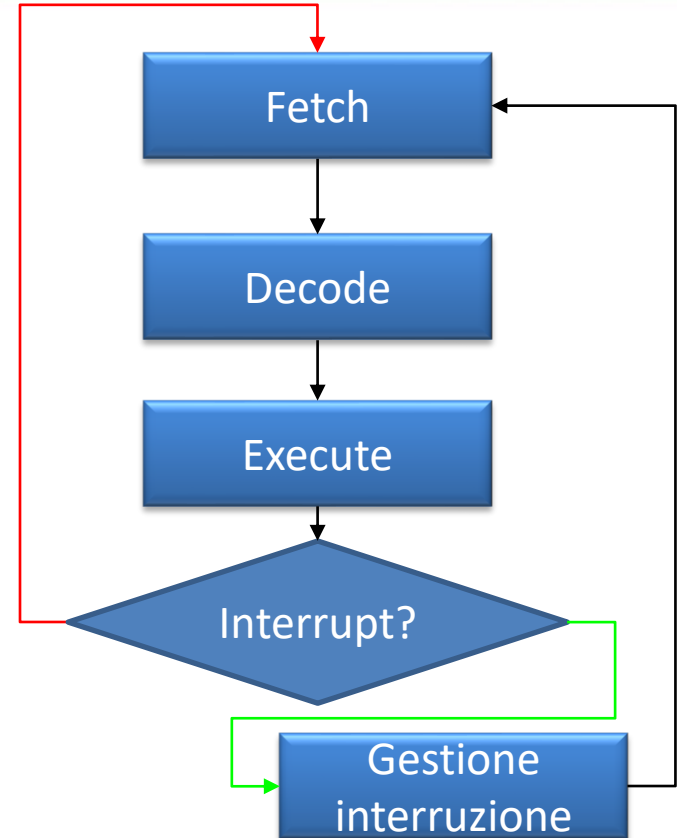 Fetch
Decode
Execute
Interrupt?
Gestione
interruzione